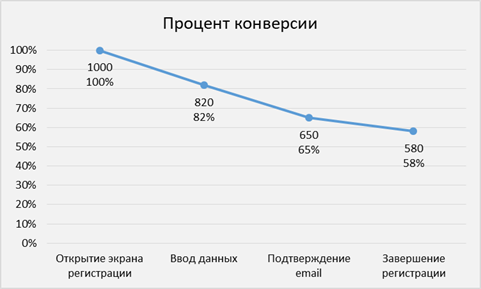 Процент конверсии
100%
90%
80%
70%
60%
50%
40%
30%
20%
10%
0%
1000
100%
820
82%
650
65%
580
58%
Открытие экрана
регистрации
Ввод данных
Подтверждение
email
Завершение
регистрации